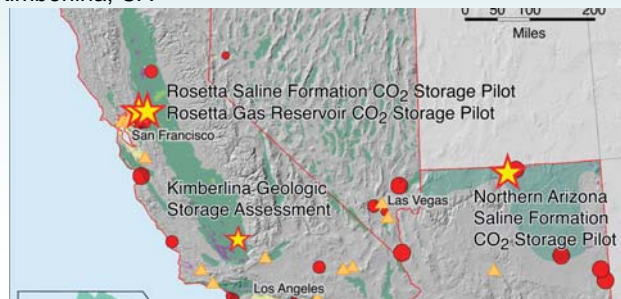 0 50 100 200
Miles
Rosetta Saline Formation CO2 Storage Pilot
Rosetta Gas Reservoir CO2 Storage Pilot
San Francisco
Kimberlina Geologic
Storage Assessment
Las Vegas
Northern Arizona
Saline Formation
CO2 Storage Pilot
Los Angeles